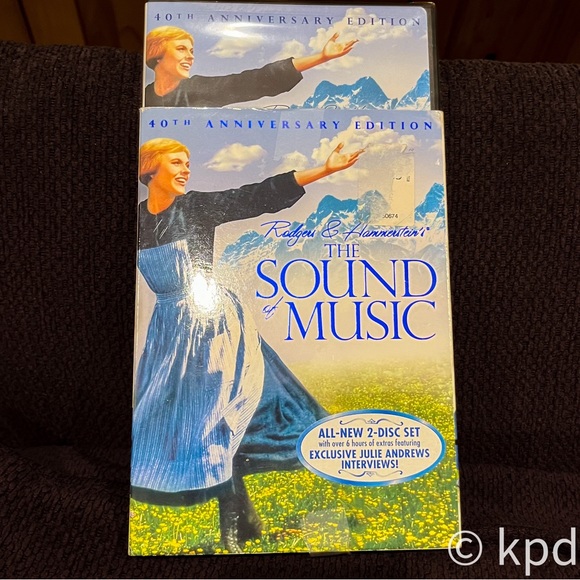 40TH ANNIVERSARY EDITION
40TH ANNIVERSARY EDITION
50674
Rodgers & Hammerstein's
THE
SOUND
of MUSIC
ALL-NEW 2-DISC SET
with over 6 hours of extras featuring
EXCLUSIVE JULIE ANDREWS
INTERVIEWS!
© kpd